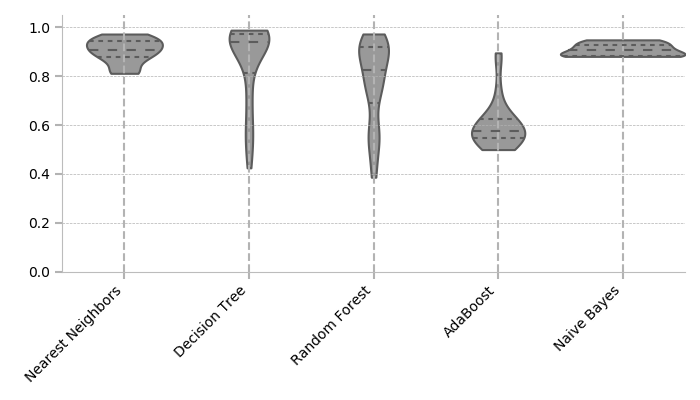 1.0
0.8
0.6
0.4
0.2
0.0
Nearest Neighbors
Decision Tree
Random Forest
AdaBoost
Naive Bayes